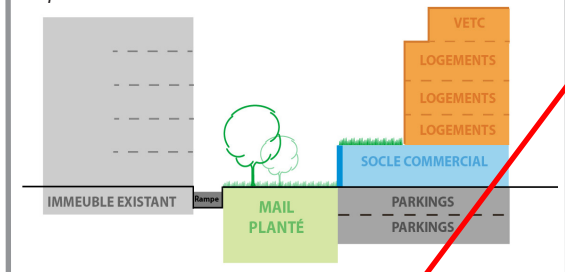 VETC
LOGEMENTS
LOGEMENTS
LOGEMENTS
SOCLE COMMERCIAL
IMMEUBLE EXISTANT
Rampe
MAIL
PLANTÉ
PARKINGS
PARKINGS